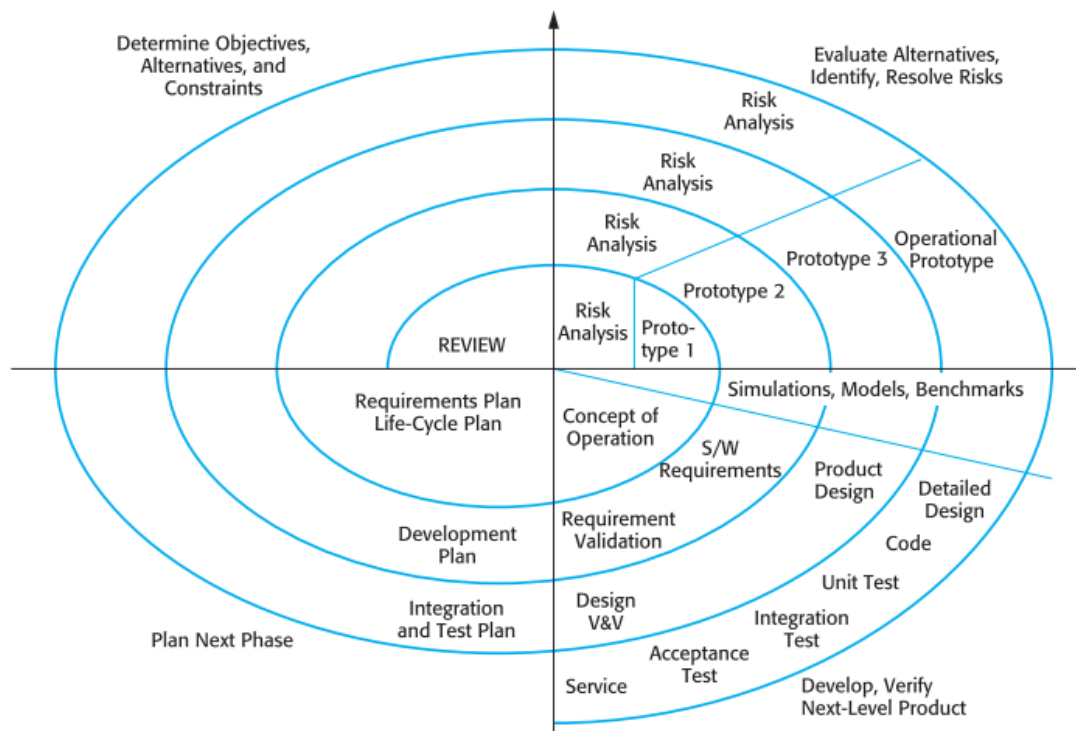 Determine Objectives,
Alternatives, and
Constraints
Evaluate Alternatives,
Identify, Resolve Risks
Risk
Analysis
Risk
Analysis
Risk
Analysis
Operational
Prototype
Prototype 3
Prototype 2
Risk
Analysis
Proto-
type 1
REVIEW
Simulations, Models, Benchmarks
Requirements Plan
Life-Cycle Plan
Concept of
Operation
S/W
Requirements
Product
Design
Detailed
Design
Development
Plan
Requirement
Validation
Code
Unit Test
Integration
and Test Plan
Design
V&V
Integration
Test
Plan Next Phase
Acceptance
Test
Service
Develop, Verify
Next-Level Product